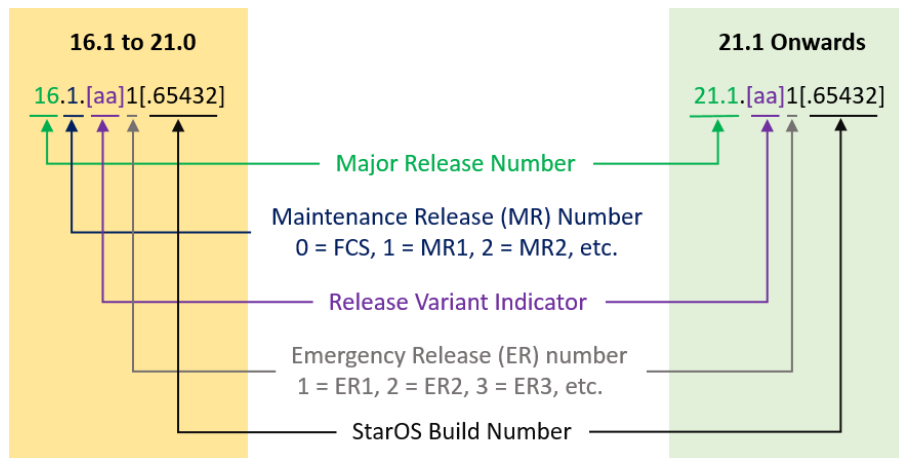 16.1 to 21.0
21.1 Onwards
16.1.[aa]1[.65432]
21.1.[aa]1[.65432]
Major Release Number
Maintenance Release (MR) Number
0 = FCS, 1 = MR1, 2 = MR2, etc.
Release Variant Indicator
Emergency Release (ER) number
1 = ER1, 2 = ER2, 3 = ER3, etc.
StarOS Build Number